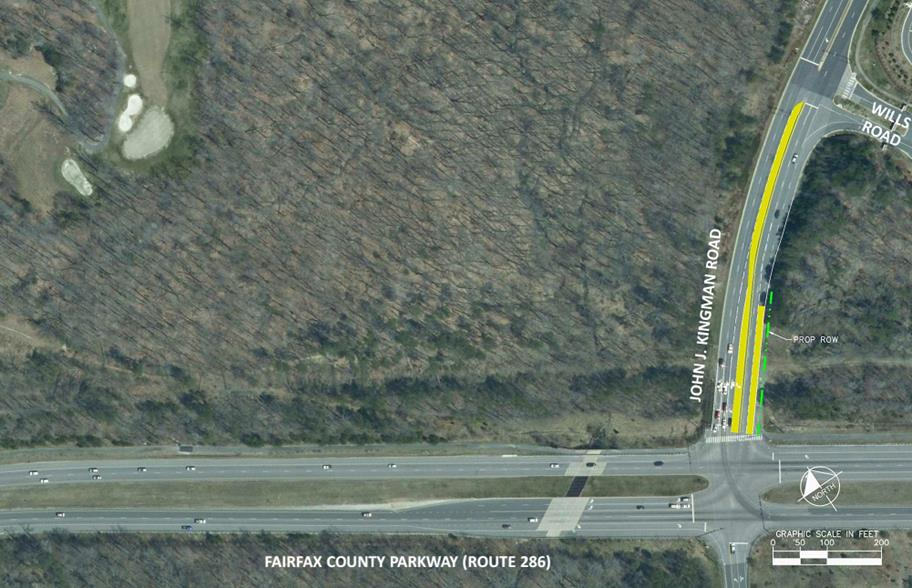 WILLS
ROAD
JOHN J. KINGMAN ROAD
PROP ROW
NORTH
GRAPHIC SCALE IN FEET
0 50 100 200
FAIRFAX COUNTY PARKWAY (ROUTE 286)